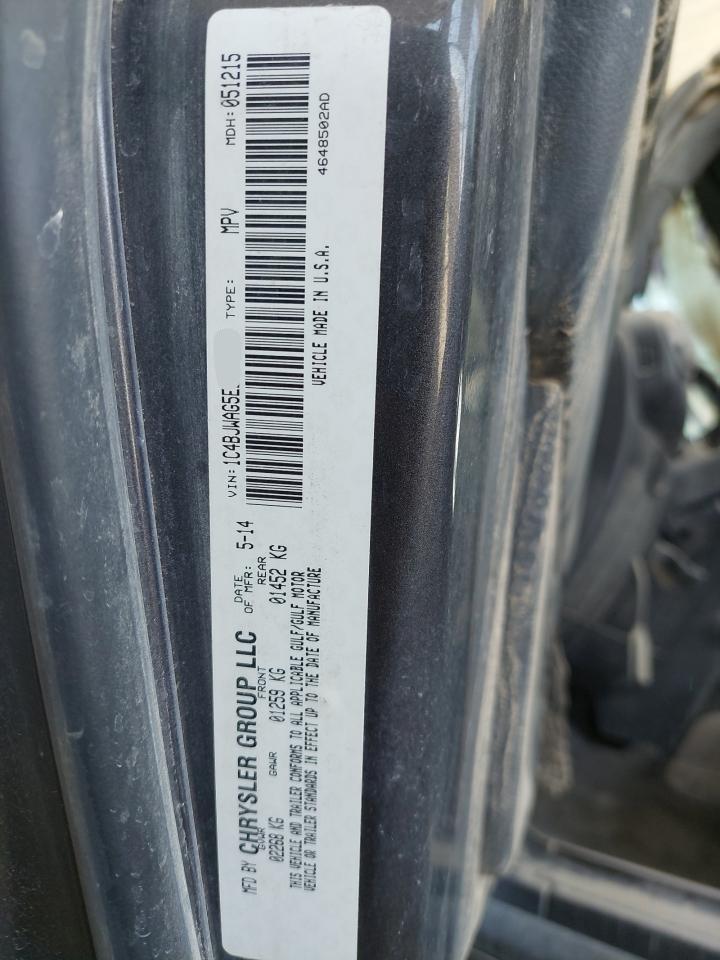 MFD BY CHRYSLER GROUP LLC
DATE OF MFR: 5-14
VIN: 1C4BJWAG5E
TYPE: MPV
MDH: 051215
GVWR
02268 KG
GAWR
FRONT
01259 KG
REAR
01452 KG
4648502AD
THIS VEHICLE AND TRAILER CONFORMS TO ALL APPLICABLE GULF/GULF MOTOR
VEHICLE OR TRAILER STANDARDS IN EFFECT UP TO THE DATE OF MANUFACTURE
VEHICLE MADE IN U.S.A.